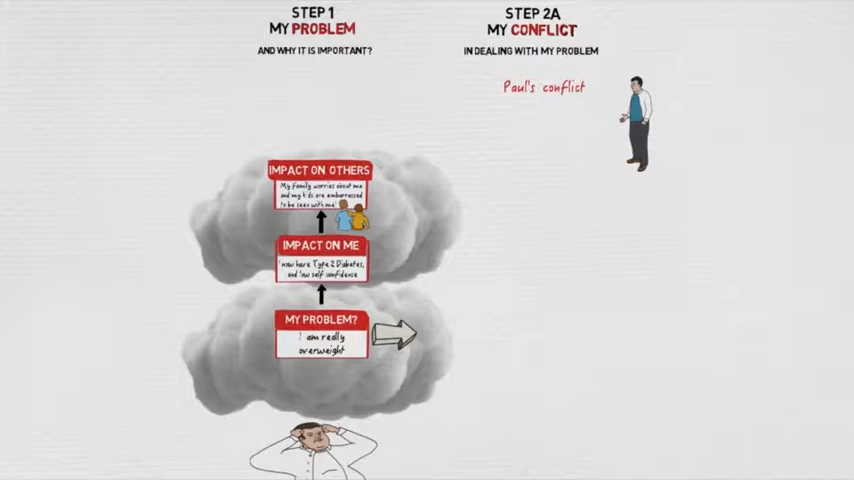 STEP 1
MY PROBLEM
AND WHY IT IS IMPORTANT?
STEP 2A
MY CONFLICT
IN DEALING WITH MY PROBLEM
Paul's conflict
IMPACT ON OTHERS
My family worries about me
and my kids are embarrassed
to be seen with me!
IMPACT ON ME
I now have Type 2 Diabetes,
and low self confidence
MY PROBLEM?
I am really
overweight